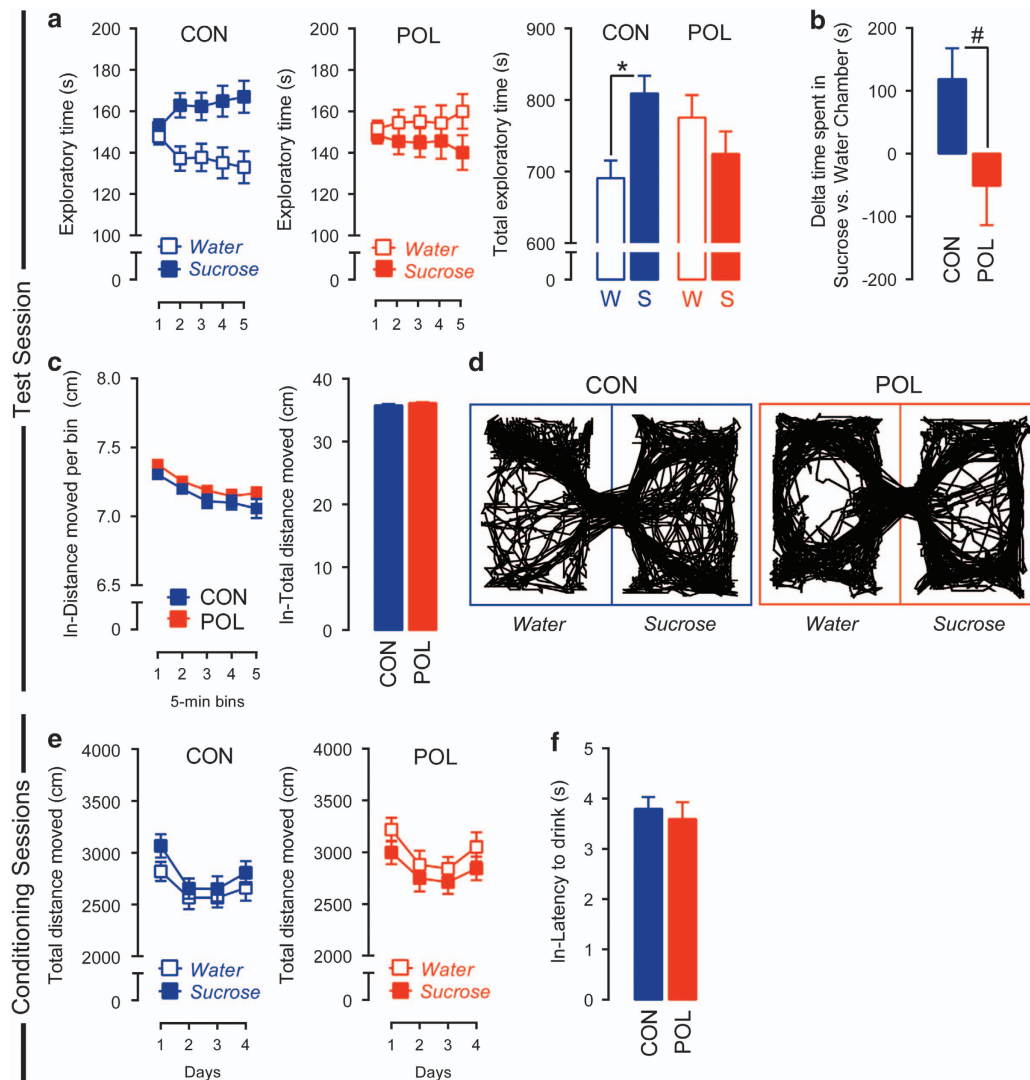 Test Session
Conditioning Sessions
a
CON
Exploratory time (s)
200
180
160
140
120
100
0
Water
Sucrose
1 2 3 4 5
POL
Exploratory time (s)
200
180
160
140
120
100
0
Water
Sucrose
1 2 3 4 5
CON POL
Total exploratory time (s)
900
800
700
600
0
*
W S W S
b
Delta time spent in
Sucrose vs. Water Chamber (s)
200
100
0
-100
-200
#
CON
POL
c
In-Distance moved per bin (cm)
8.0
7.5
7.0
6.5
0
CON
POL
1 2 3 4 5
5-min bins
In-Total distance moved (cm)
40
30
20
10
0
CON
POL
d
CON POL
Water Sucrose Water Sucrose
e
CON
Total distance moved (cm)
4000
3500
3000
2500
2000
0
Water
Sucrose
1 2 3 4
Days
POL
Total distance moved (cm)
4000
3500
3000
2500
2000
0
Water
Sucrose
1 2 3 4
Days
f
In-Latency to drink (s)
5
4
3
2
1
0
CON
POL